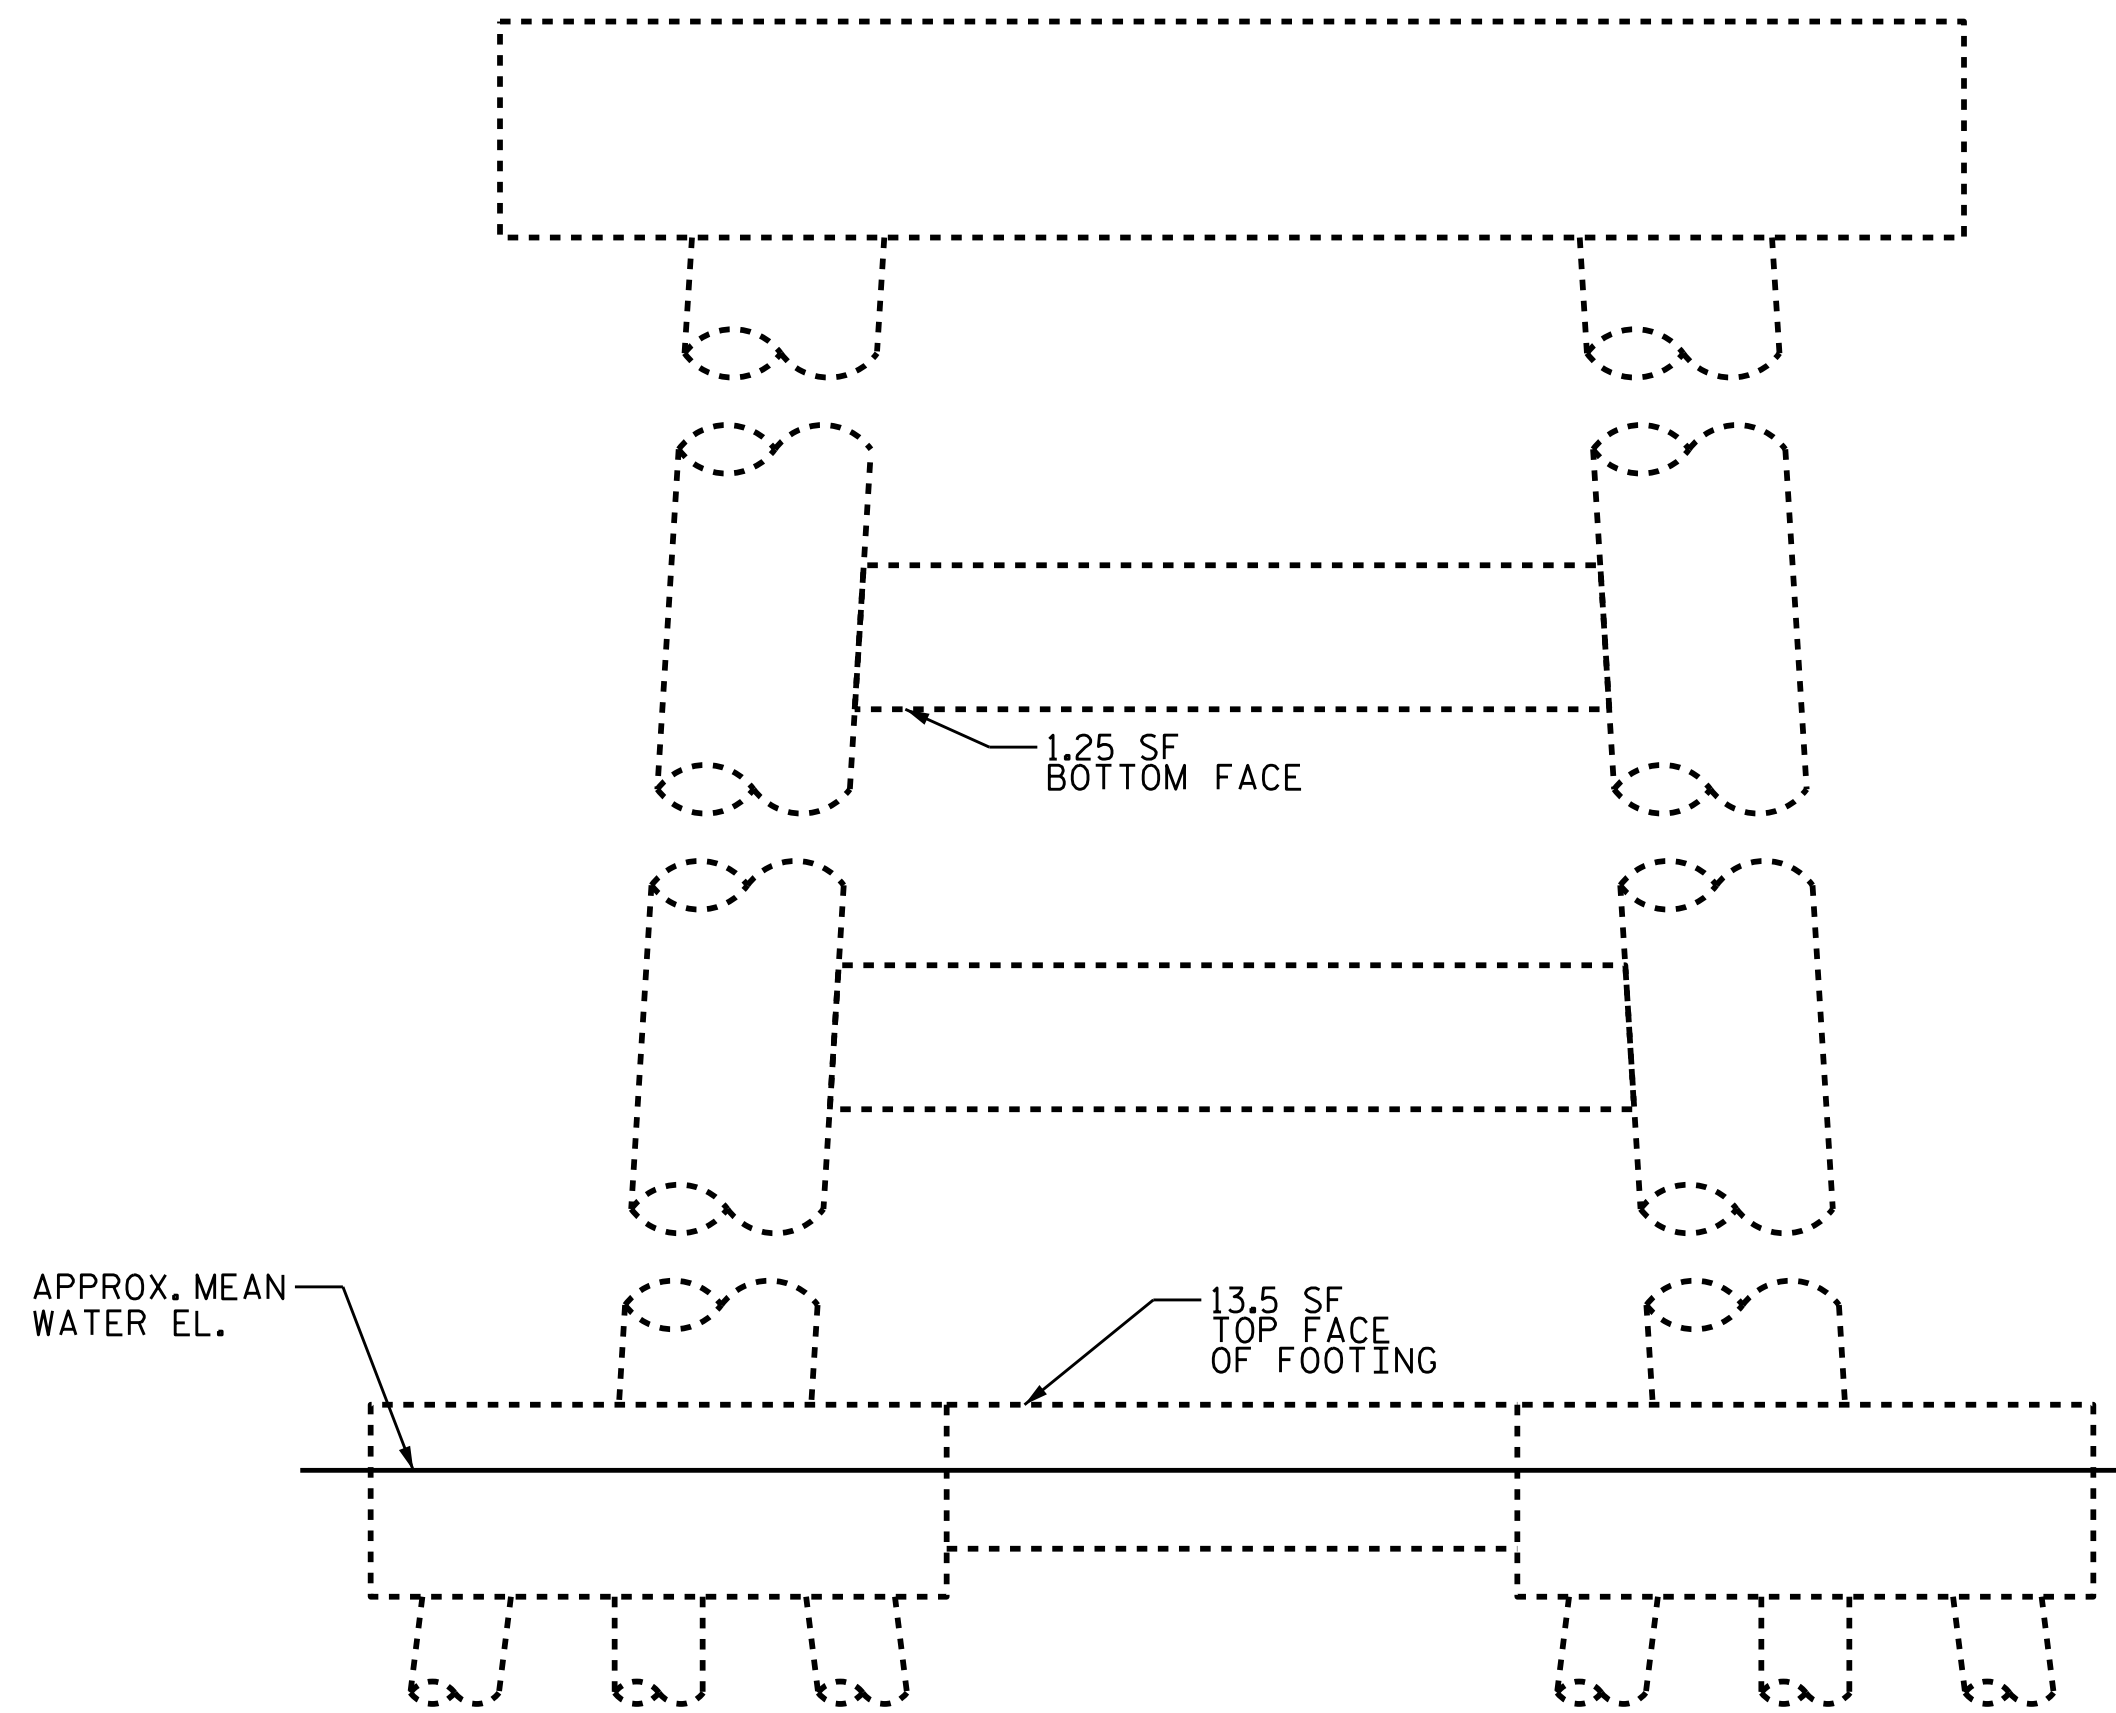 1.25 SF
BOTTOM FACE
APPROX. MEAN
WATER EL.
13.5 SF
TOP FACE
OF FOOTING